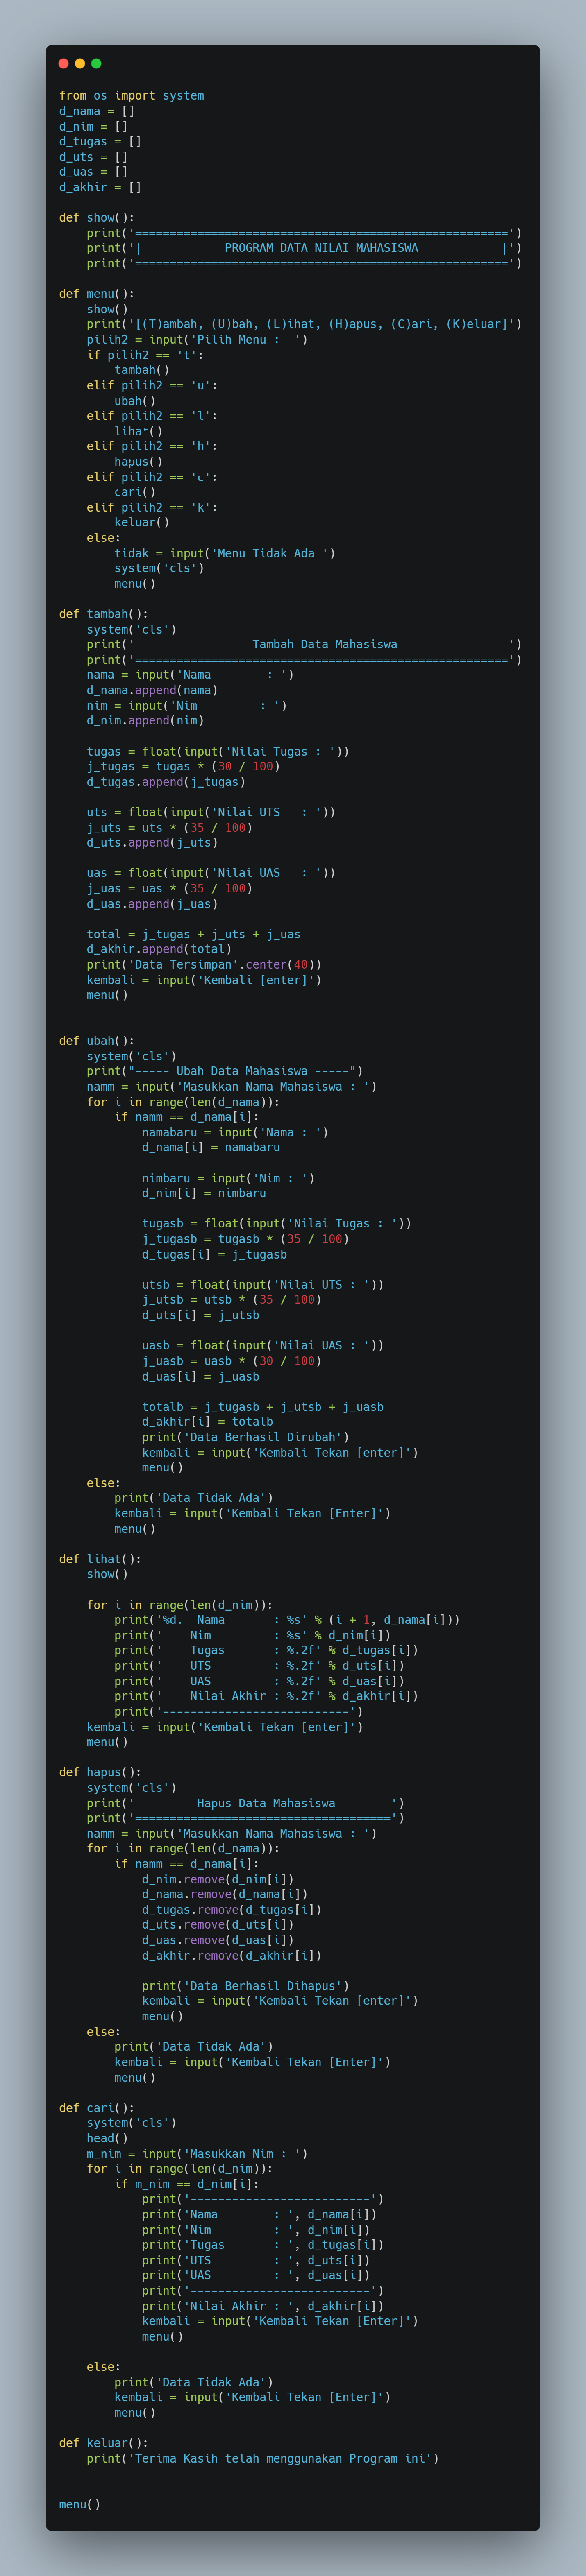 from os import system
d_nama = []
d_nim = []
d_tugas = []
d_uts = []
d_uas = []
d_akhir = []

def show():
    print('======================================================')
    print('|            PROGRAM DATA NILAI MAHASISWA            |')
    print('======================================================')

def menu():
    show()
    print('[(T)ambah, (U)bah, (L)ihat, (H)apus, (C)ari, (K)eluar]')
    pilih2 = input('Pilih Menu :  ')
    if pilih2 == 't':
        tambah()
    elif pilih2 == 'u':
        ubah()
    elif pilih2 == 'l':
        lihat()
    elif pilih2 == 'h':
        hapus()
    elif pilih2 == 'c':
        cari()
    elif pilih2 == 'k':
        keluar()
    else:
        tidak = input('Menu Tidak Ada ')
        system('cls')
        menu()

def tambah():
    system('cls')
    print('                 Tambah Data Mahasiswa                ')
    print('======================================================')
    nama = input('Nama        : ')
    d_nama.append(nama)
    nim = input('Nim         : ')
    d_nim.append(nim)

    tugas = float(input('Nilai Tugas : '))
    j_tugas = tugas * (30 / 100)
    d_tugas.append(j_tugas)

    uts = float(input('Nilai UTS   : '))
    j_uts = uts * (35 / 100)
    d_uts.append(j_uts)

    uas = float(input('Nilai UAS   : '))
    j_uas = uas * (35 / 100)
    d_uas.append(j_uas)

    total = j_tugas + j_uts + j_uas
    d_akhir.append(total)
    print('Data Tersimpan'.center(40))
    kembali = input('Kembali [enter]')
    menu()


def ubah():
    system('cls')
    print("----- Ubah Data Mahasiswa -----")
    namm = input('Masukkan Nama Mahasiswa : ')
    for i in range(len(d_nama)):
        if namm == d_nama[i]:
            namabaru = input('Nama : ')
            d_nama[i] = namabaru

            nimbaru = input('Nim : ')
            d_nim[i] = nimbaru

            tugasb = float(input('Nilai Tugas : '))
            j_tugasb = tugasb * (35 / 100)
            d_tugas[i] = j_tugasb

            utsb = float(input('Nilai UTS : '))
            j_utsb = utsb * (35 / 100)
            d_uts[i] = j_utsb

            uasb = float(input('Nilai UAS : '))
            j_uasb = uasb * (30 / 100)
            d_uas[i] = j_uasb

            totalb = j_tugasb + j_utsb + j_uasb
            d_akhir[i] = totalb
            print('Data Berhasil Dirubah')
            kembali = input('Kembali Tekan [enter]')
            menu()
    else:
        print('Data Tidak Ada')
        kembali = input('Kembali Tekan [Enter]')
        menu()

def lihat():
    show()

    for i in range(len(d_nim)):
        print('%d.  Nama       : %s' % (i + 1, d_nama[i]))
        print('    Nim         : %s' % d_nim[i])
        print('    Tugas       : %.2f' % d_tugas[i])
        print('    UTS         : %.2f' % d_uts[i])
        print('    UAS         : %.2f' % d_uas[i])
        print('    Nilai Akhir : %.2f' % d_akhir[i])
        print('---------------------------')
    kembali = input('Kembali Tekan [enter]')
    menu()

def hapus():
    system('cls')
    print('         Hapus Data Mahasiswa        ')
    print('=====================================')
    namm = input('Masukkan Nama Mahasiswa : ')
    for i in range(len(d_nama)):
        if namm == d_nama[i]:
            d_nim.remove(d_nim[i])
            d_nama.remove(d_nama[i])
            d_tugas.remove(d_tugas[i])
            d_uts.remove(d_uts[i])
            d_uas.remove(d_uas[i])
            d_akhir.remove(d_akhir[i])

            print('Data Berhasil Dihapus')
            kembali = input('Kembali Tekan [enter]')
            menu()
    else:
        print('Data Tidak Ada')
        kembali = input('Kembali Tekan [Enter]')
        menu()

def cari():
    system('cls')
    head()
    m_nim = input('Masukkan Nim : ')
    for i in range(len(d_nim)):
        if m_nim == d_nim[i]:
            print('--------------------------')
            print('Nama        : ', d_nama[i])
            print('Nim         : ', d_nim[i])
            print('Tugas       : ', d_tugas[i])
            print('UTS         : ', d_uts[i])
            print('UAS         : ', d_uas[i])
            print('--------------------------')
            print('Nilai Akhir : ', d_akhir[i])
            kembali = input('Kembali Tekan [Enter]')
            menu()

    else:
        print('Data Tidak Ada')
        kembali = input('Kembali Tekan [Enter]')
        menu()

def keluar():
    print('Terima Kasih telah menggunakan Program ini')


menu()